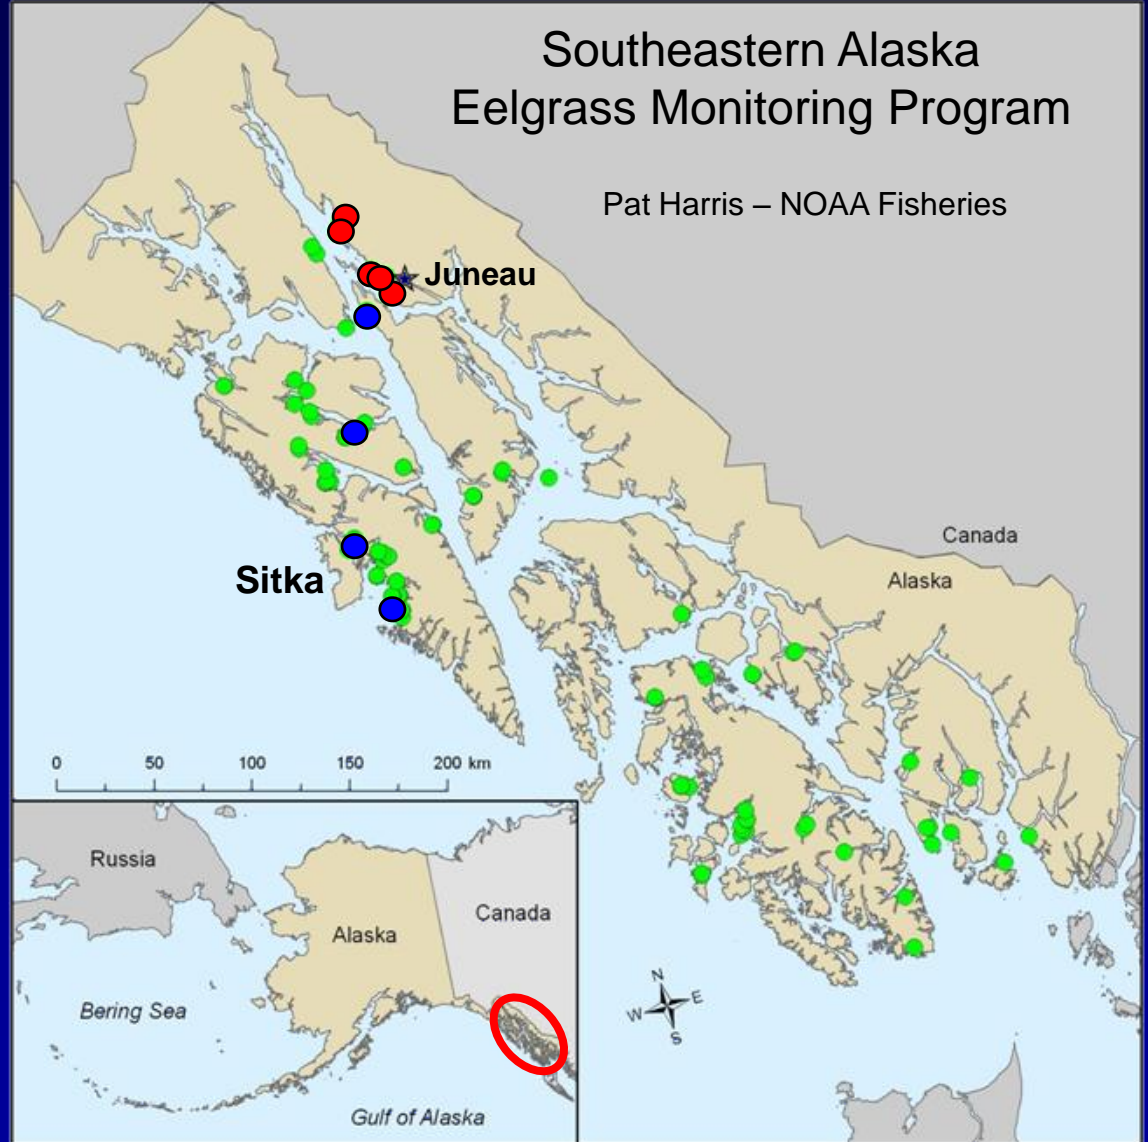 Southeastern Alaska
Eelgrass Monitoring Program
Pat Harris – NOAA Fisheries
Juneau
Canada
Alaska
Sitka
0 50 100 150 200 km
Russia
Canada
Alaska
Bering Sea
Gulf of Alaska
N
W E
S